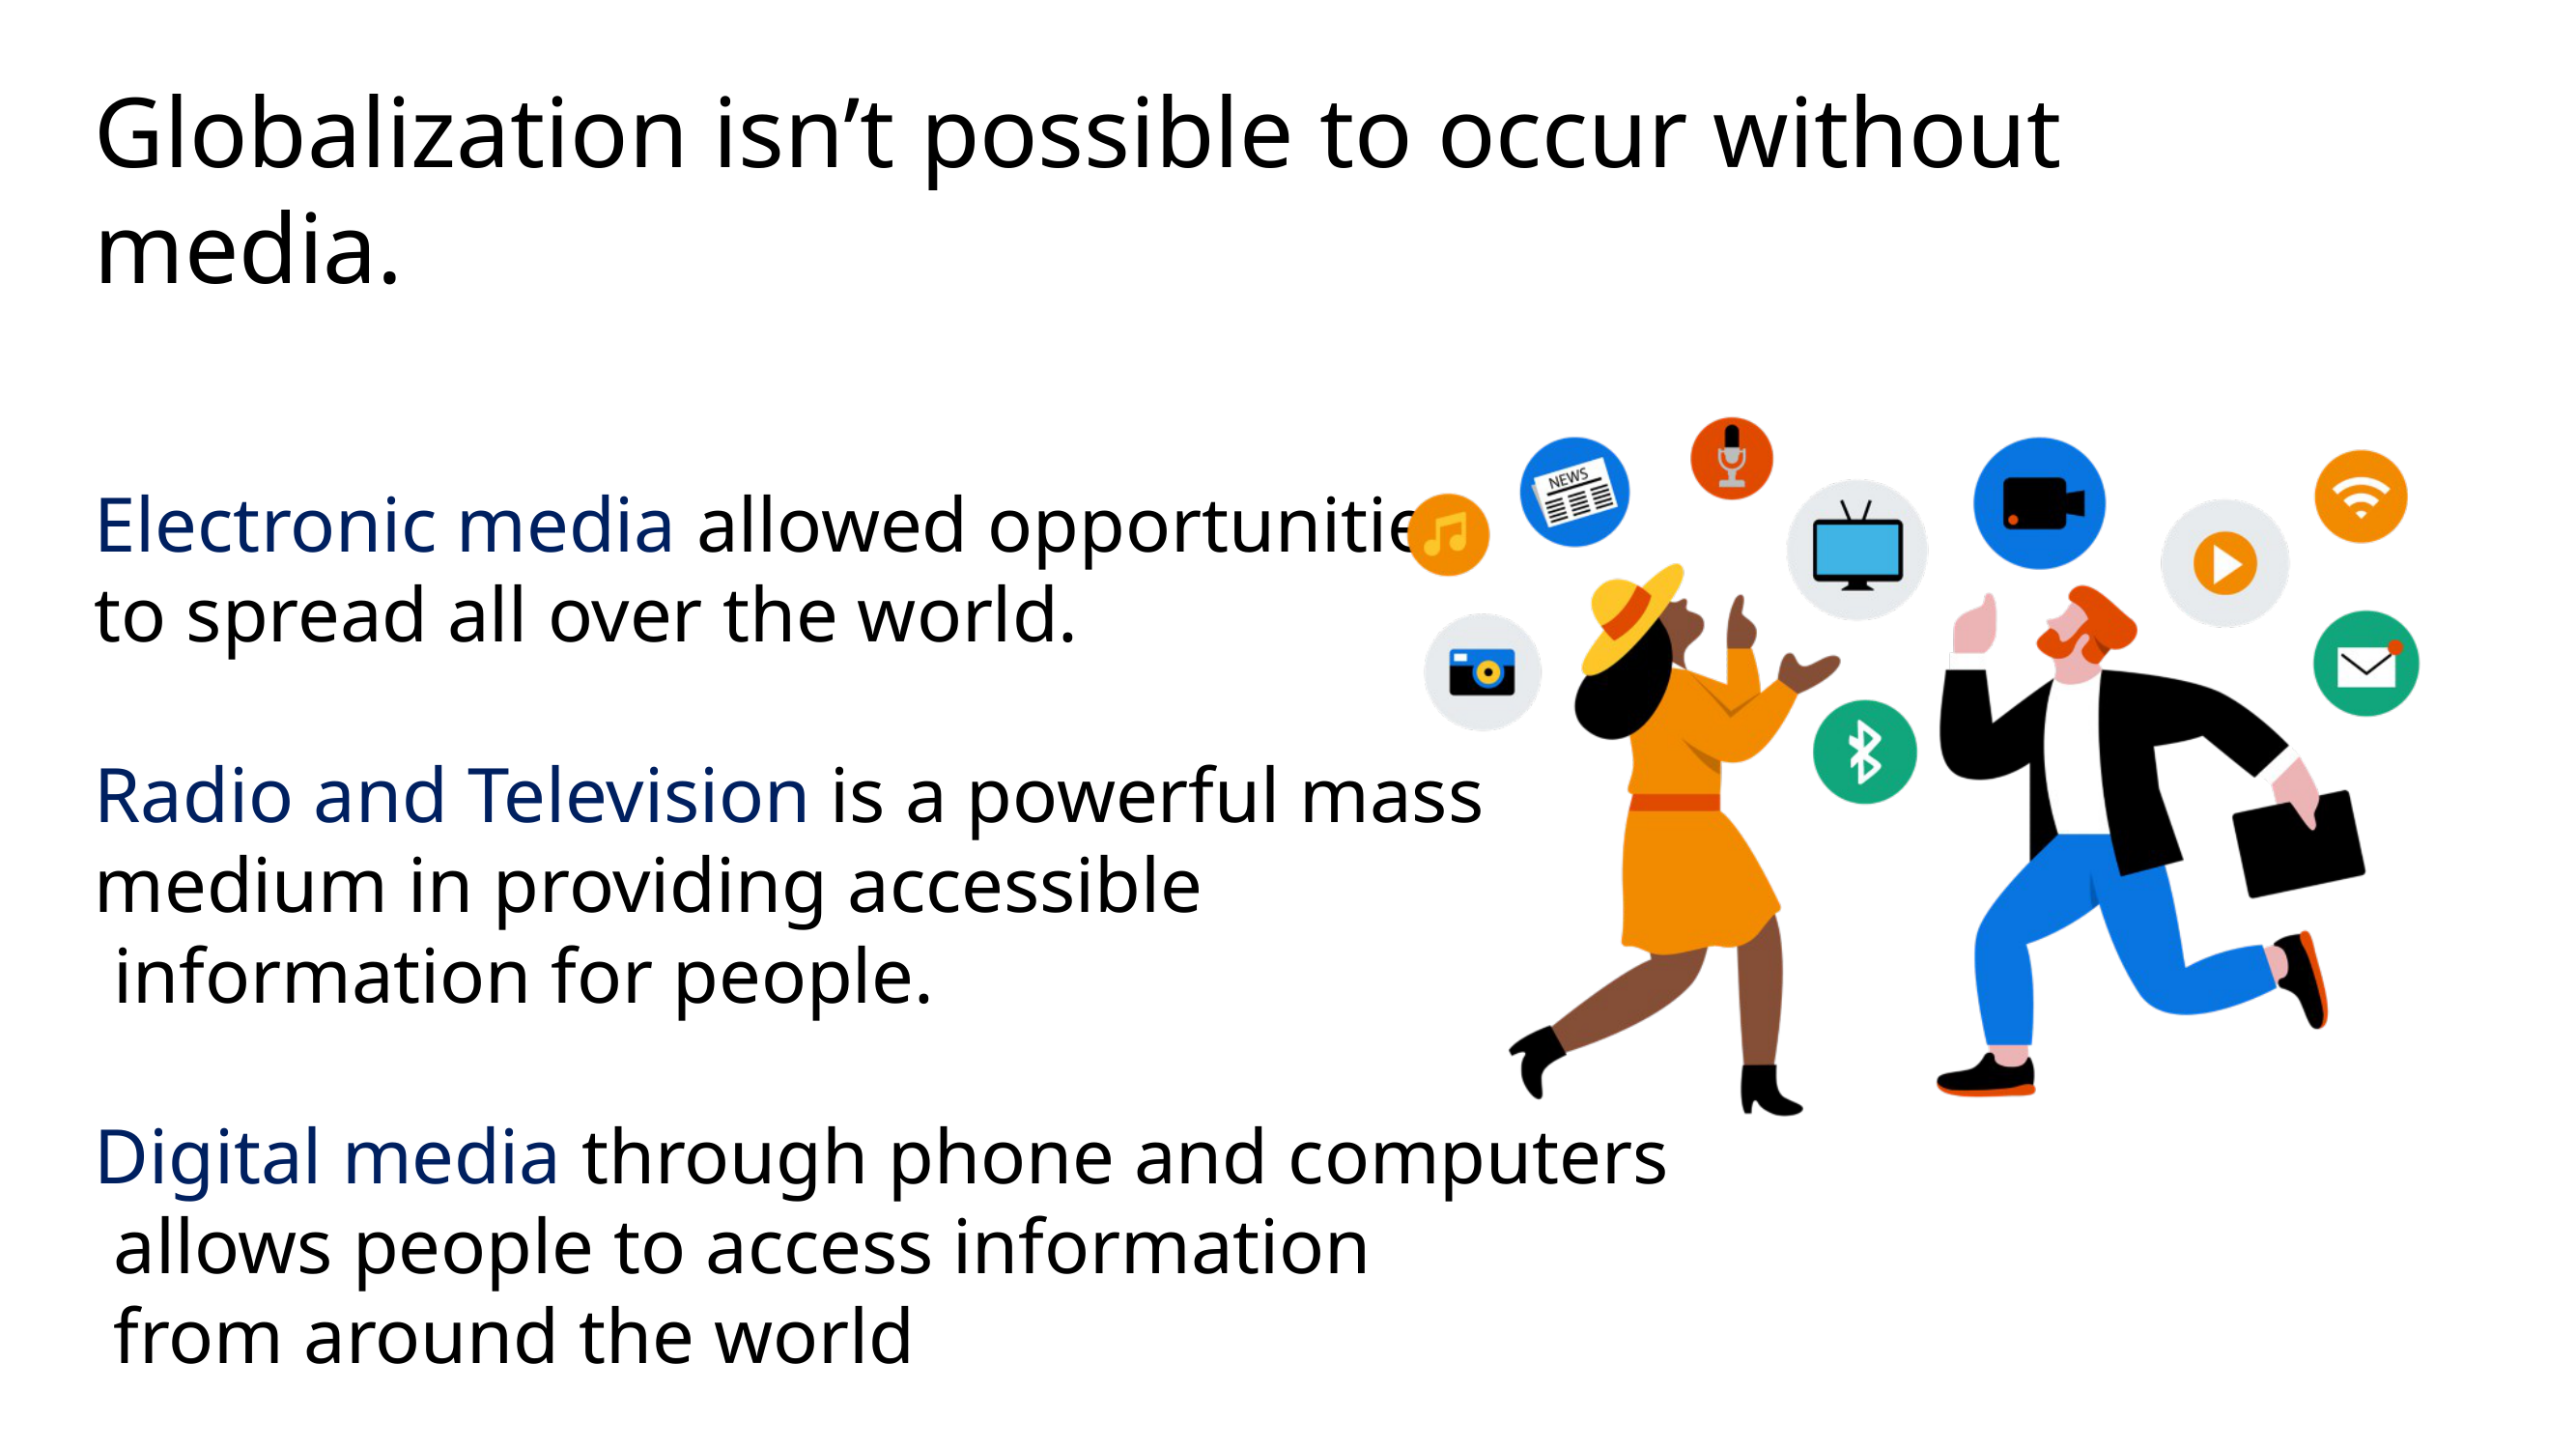 Globalization isn’t possible to occur without
media.
Electronic media allowed opportunitie
to spread all over the world.
NEWS
Radio and Television is a powerful mass
medium in providing accessible
information for people.
Digital media through phone and computers
allows people to access information
from around the world